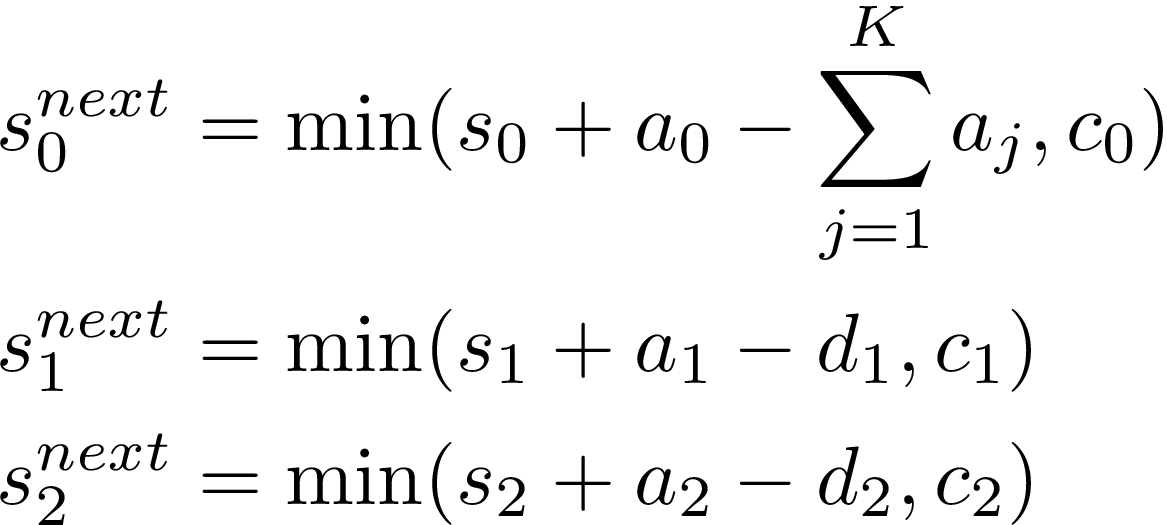 $s_0^{next} = \min(s_0 + a_0 - \sum_{j=1}^{K} a_j, c_0)$
$s_1^{next} = \min(s_1 + a_1 - d_1, c_1)$
$s_2^{next} = \min(s_2 + a_2 - d_2, c_2)$